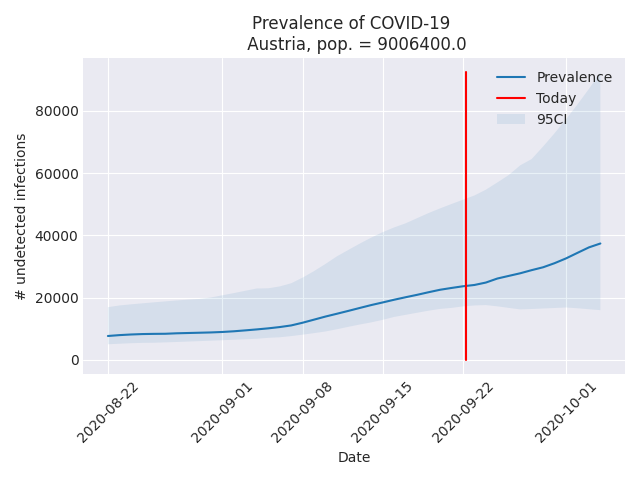 Prevalence of COVID-19
Austria, pop. = 9006400.0
Prevalence
Today
95CI
# undetected infections
80000
60000
40000
20000
0
2020-08-22
2020-09-01
2020-09-08
2020-09-15
2020-09-22
2020-10-01
Date